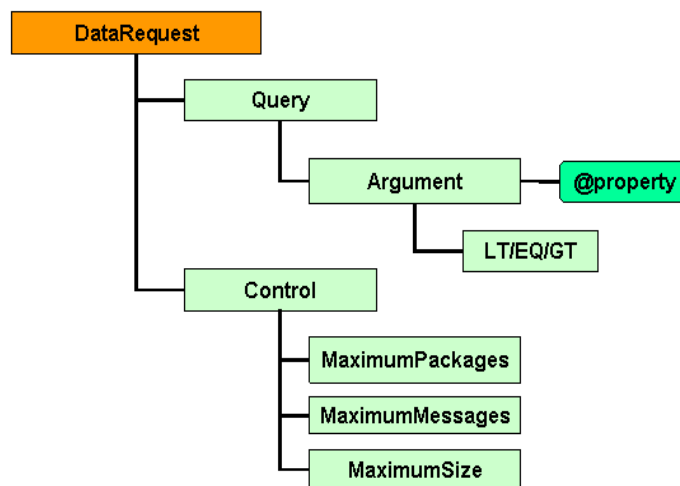 DataRequest
Query
Argument
@property
LT/EQ/GT
Control
MaximumPackages
MaximumMessages
MaximumSize